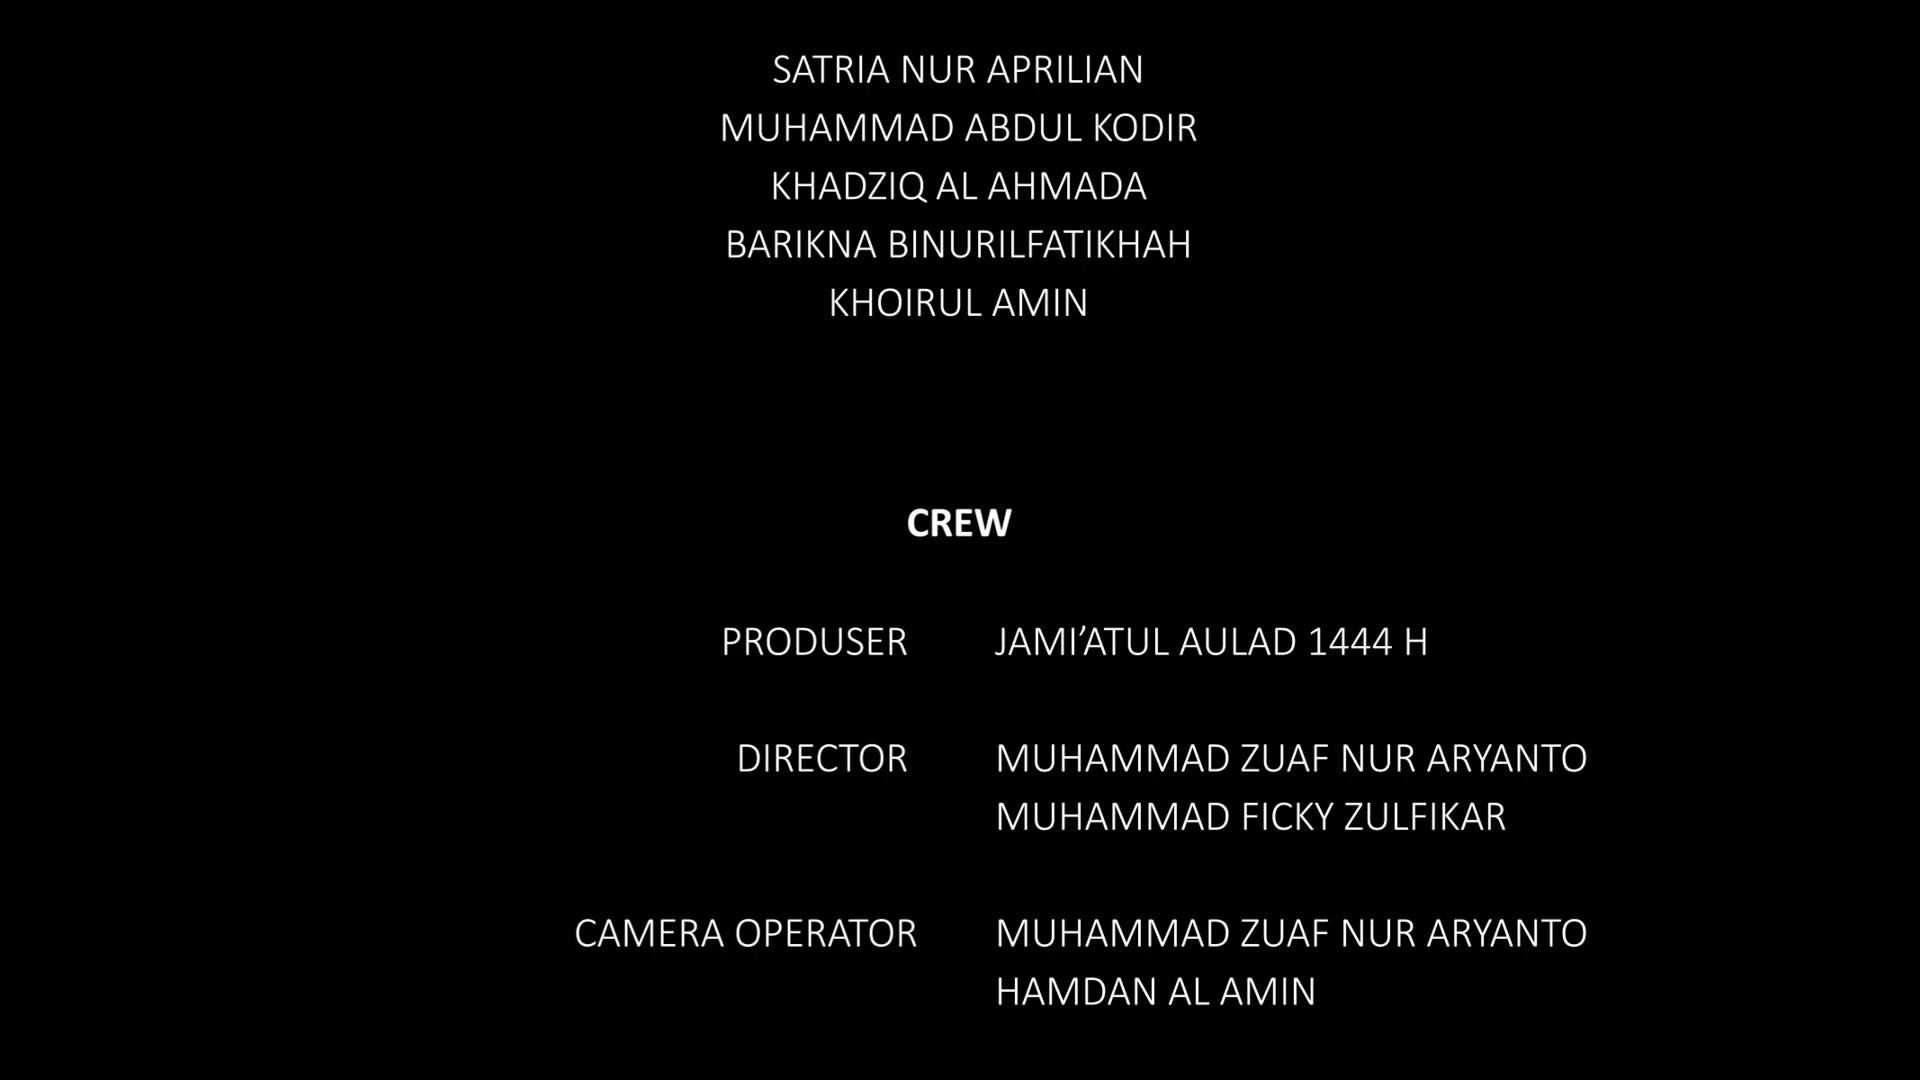 SATRIA NUR APRILIAN
MUHAMMAD ABDUL KODIR
KHADZIQ AL AHMADA
BARIKNA BINURILFATIKHAH
KHOIRUL AMIN
CREW
PRODUSER JAMI’ATUL AULAD 1444 H
DIRECTOR MUHAMMAD ZUAF NUR ARYANTO
MUHAMMAD FICKY ZULFIKAR
CAMERA OPERATOR MUHAMMAD ZUAF NUR ARYANTO
HAMDAN AL AMIN